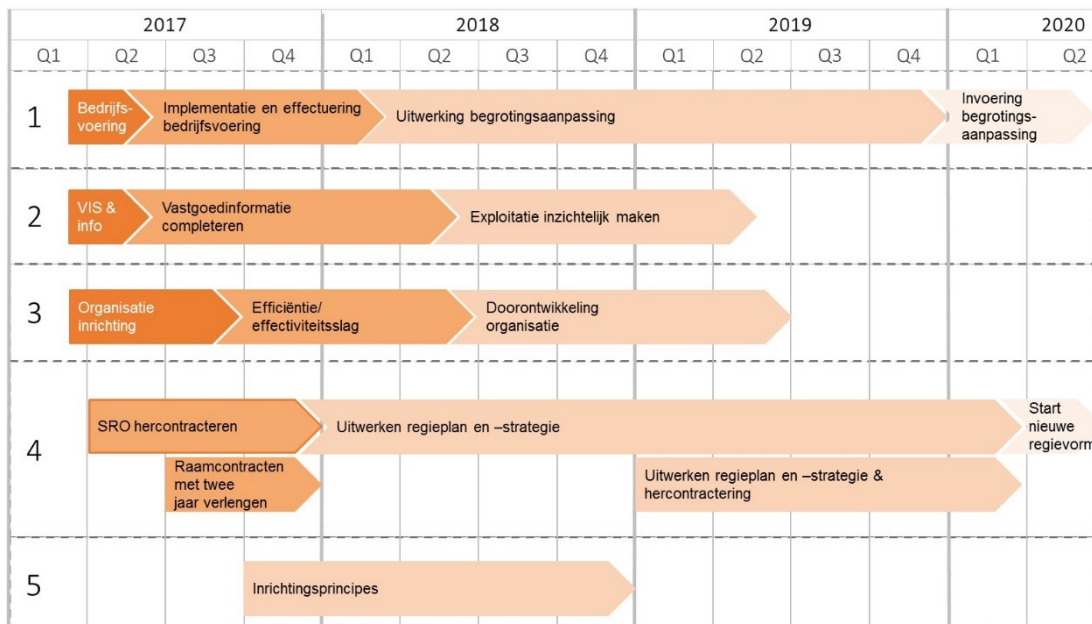 2017 2018 2019 2020
Q1 Q2 Q3 Q4 Q1 Q2 Q3 Q4 Q1 Q2 Q3 Q4 Q1 Q2
1
Bedrijfs-
voering
Implementatie en effectuering
bedrijfsvoering
Uitwerking begrotingsaanpassing
Invoering
begrotings-
aanpassing
2
VIS &
info
Vastgoedinformatie
completeren
Exploitatie inzichtelijk maken
3
Organisatie
inrichting
Efficiëntie/
effectiviteitsslag
Doorontwikkeling
organisatie
4
SRO hercontracteren
Uitwerken regieplan en –strategie
Start
nieuwe
regievorm
Raamcontracten
met twee
jaar verlengen
Uitwerken regieplan en –strategie &
hercontractering
5
Inrichtingsprincipes